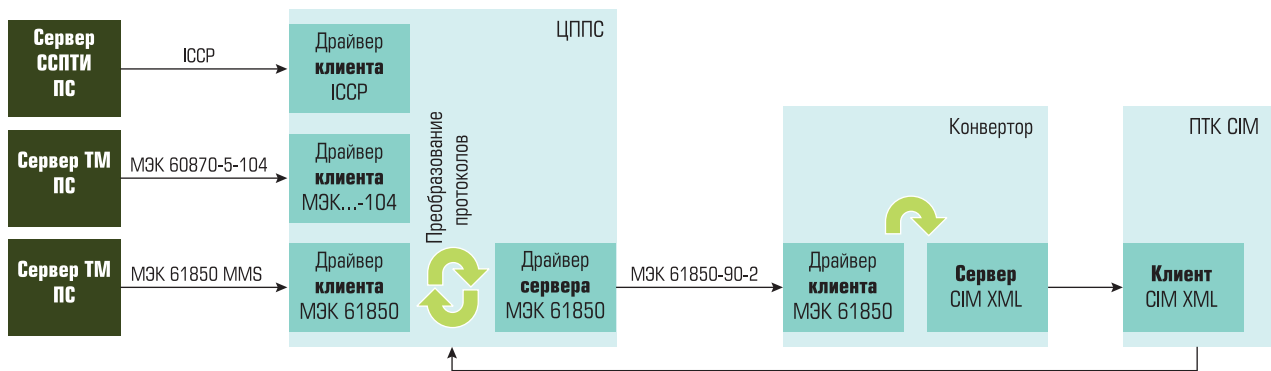 Сервер
ССПТИ
ПС
ICCP
Драйвер
клиента
ICCP
ЦППС
Сервер ТМ
ПС
МЭК 60870-5-104
Драйвер
клиента
МЭК...-104
Преобразование
протоколов
Сервер ТМ
ПС
МЭК 61850 MMS
Драйвер
клиента
МЭК 61850
Драйвер
сервера
МЭК 61850
МЭК 61850-90-2
Конвертор
Драйвер
клиента
МЭК 61850
Сервер
CIM XML
ПТК CIM
Клиент
CIM XML